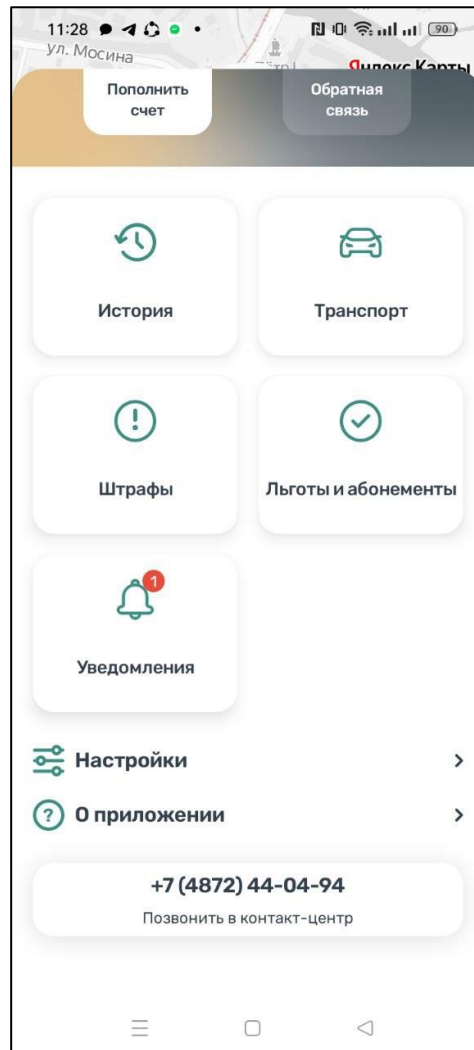 11:28
90
ул. Мосина
Яндекс Карты
Пополнить
счет
Обратная
связь
История
Транспорт
Штрафы
Льготы и абонементы
1
Уведомления
Настройки
О приложении
+7 (4872) 44-04-94
Позвонить в контакт-центр